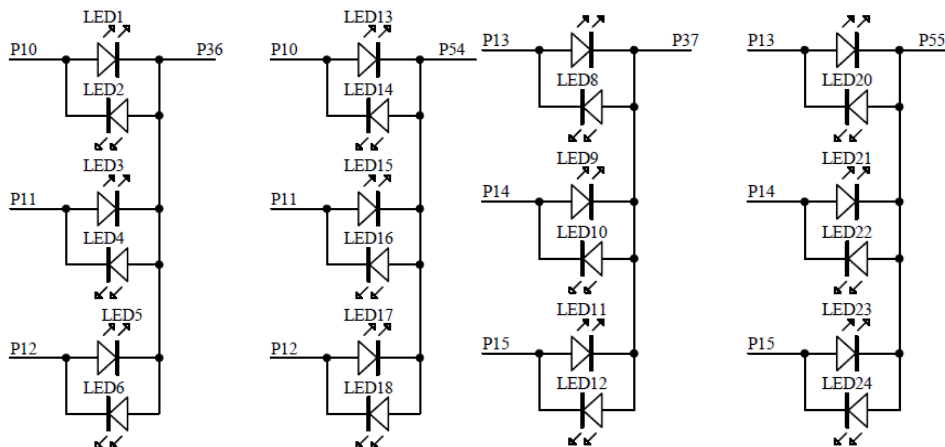 LED1
P10
P36
LED2
LED3
P11
LED4
LED5
P12
LED6
LED13
P10
P54
LED14
LED15
P11
LED16
LED17
P12
LED18
P13
P37
LED8
LED9
P14
LED10
LED11
P15
LED12
P13
P55
LED20
LED21
P14
LED22
LED23
P15
LED24